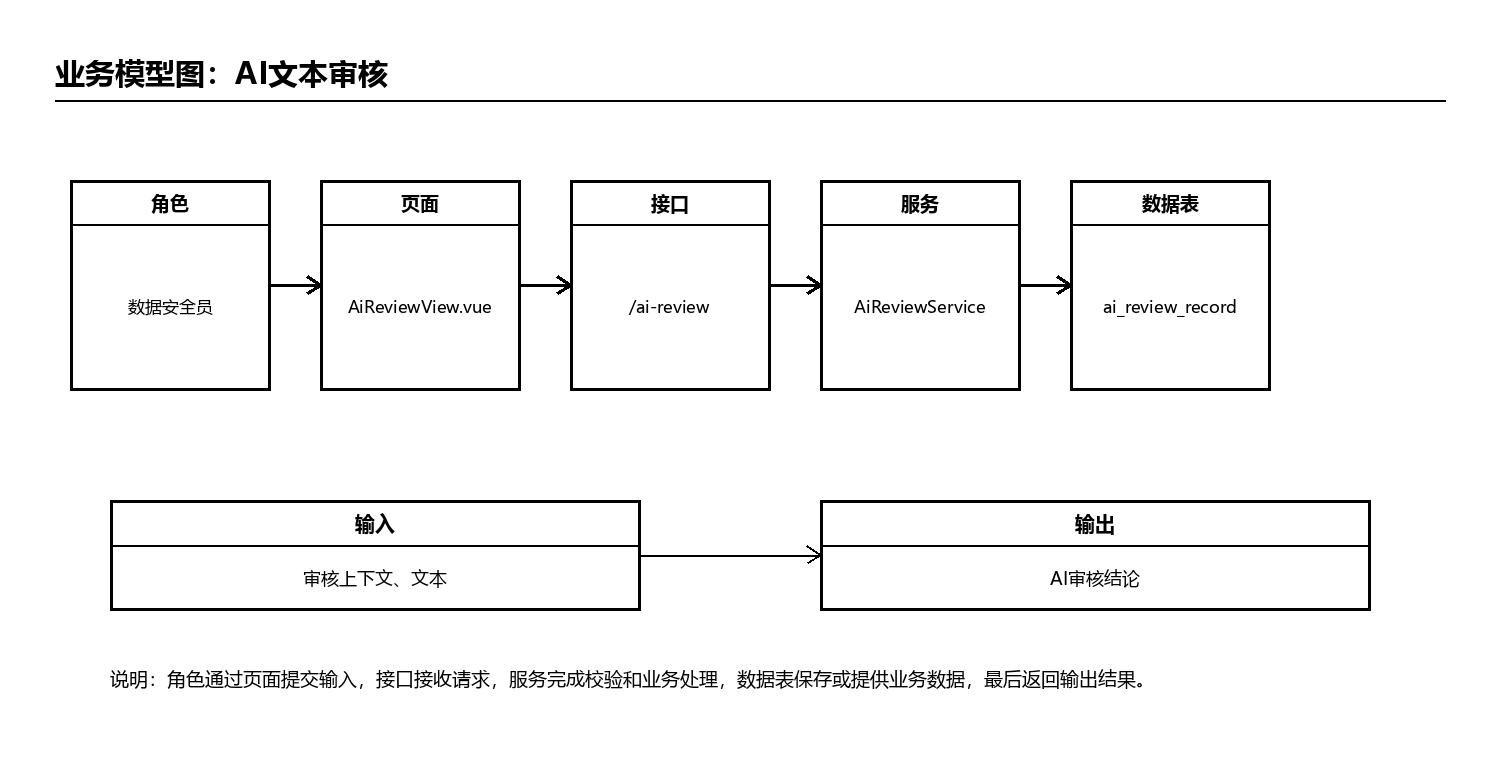 业务模型图：AI文本审核
角色
数据安全员
页面
AiReviewView.vue
接口
/ai-review
服务
AiReviewService
数据表
ai_review_record
输入
审核上下文、文本
输出
AI审核结论
说明：角色通过页面提交输入，接口接收请求，服务完成校验和业务处理，数据表保存或提供业务数据，最后返回输出结果。